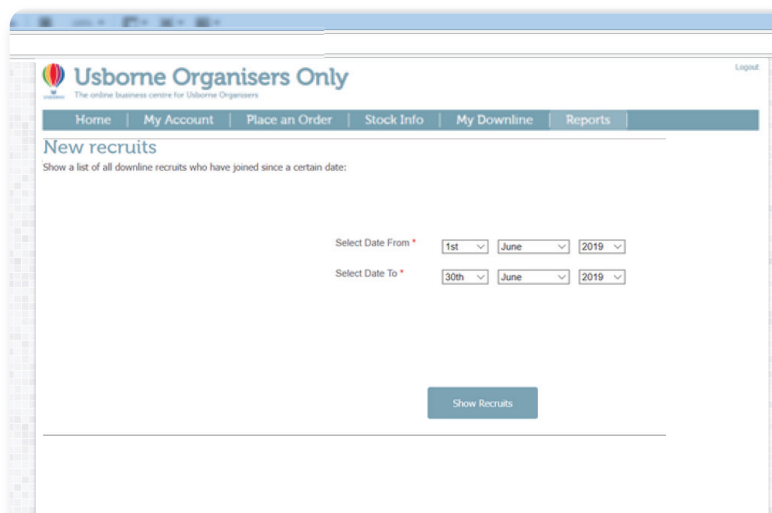 Logout
Usborne Organisers Only
The online business centre for Usborne Organisers
Home My Account Place an Order Stock Info My Downline Reports
New recruits
Show a list of all downline recruits who have joined since a certain date:
Select Date From * 1st June 2019
Select Date To * 30th June 2019
Show Recruits